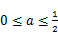 0 ≤ a ≤ 1/2